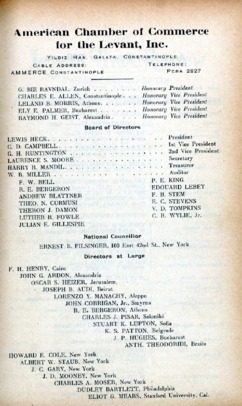 American Chamber of Commerce
for the Levant, Inc.
YILDIZ HAN, GALATA, CONSTANTINOPLE
CABLE ADDRESS: TELEPHONE:
AMMERCE CONSTANTINOPLE PERA 2827
G. BIE RAVNDAL, Zurich Honorary President
CHARLES E. ALLEN, Constantinople Honorary Vice President
LELAND B. MORRIS, Athens Honorary Vice President
ELY E. PALMER, Bucharest Honorary Vice President
RAYMOND H. GEIST, Alexandria Honorary Vice President
Board of Directors
LEWIS HECK President
C. D. CAMPBELL 1st Vice President
G. H. HUNTINGTON 2nd Vice President
LAURENCE S. MOORE Secretary
HARRY B. MANDIL Treasurer
W. B. MILLER Auditor
F. W. BELL P. E. KING
B. E. BERGERON EDOUARD LEBEY
ANDREW BLATTNER F. B. STEM
THEO. N. CURMUSI E. C. STEVENS
THERON J. DAMON V. D. TOMPKINS
LUTHER R. FOWLE C. R. WYLIE, Jr.
JULIAN E. GILLESPIE
National Councillor
ERNEST B. FILSINGER, 160 East 42nd St., New York
Directors at Large
F. H. HENRY, Cairo
JOHN G. ARDON, Alexandria
OSCAR S. HEIZER, Jerusalem
JOSEPH B. AUDI, Beirut
LORENZO Y. MANACHY, Aleppo
JOHN CORRIGAN, Jr., Smyrna
B. E. BERGERON, Athens
CHARLES J. PISAR, Saloniki
STUART K. LUPTON, Sofia
K. S. PATTON, Belgrade
J. P. HUGHES, Bucharest
ANTH. THEODORIDI, Braila
HOWARD E. COLE, New York
ALBERT W. STAUB, New York
J. C. GARY, New York
J. D. MOONEY, New York
CHARLES A. MOSER, New York
DUDLEY BARTLETT, Philadelphia
ELIOT G. MEARS, Stanford University, Cal.